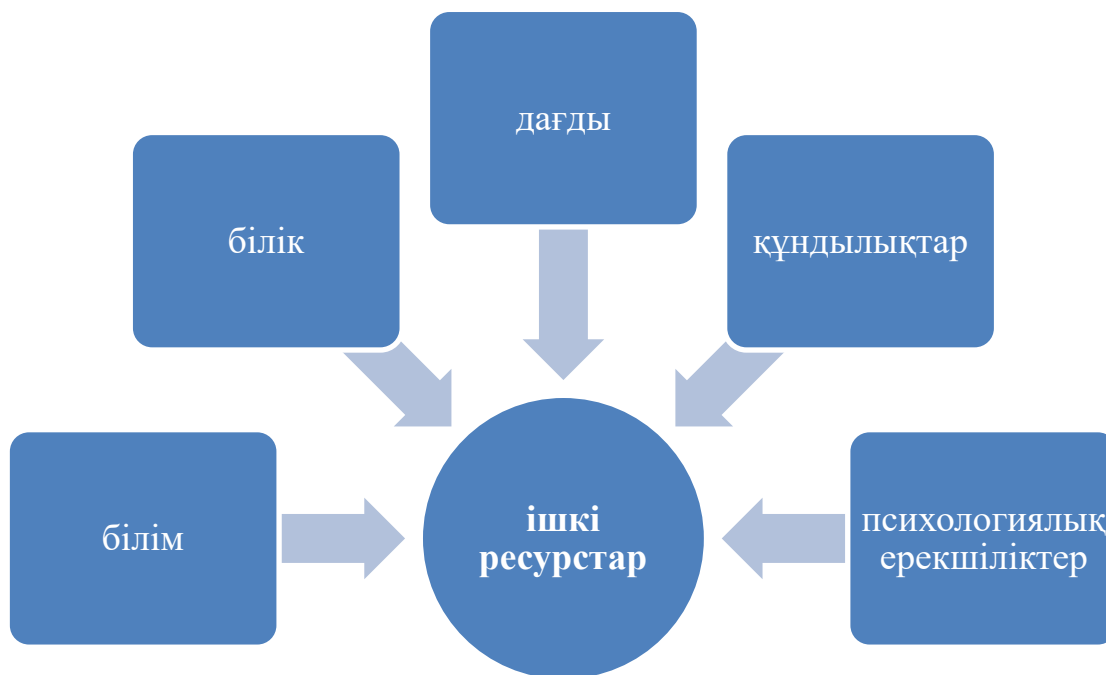 дағды
білік
құндылықтар
білім
ішкі
ресурстар
психологиялық
ерекшіліктер